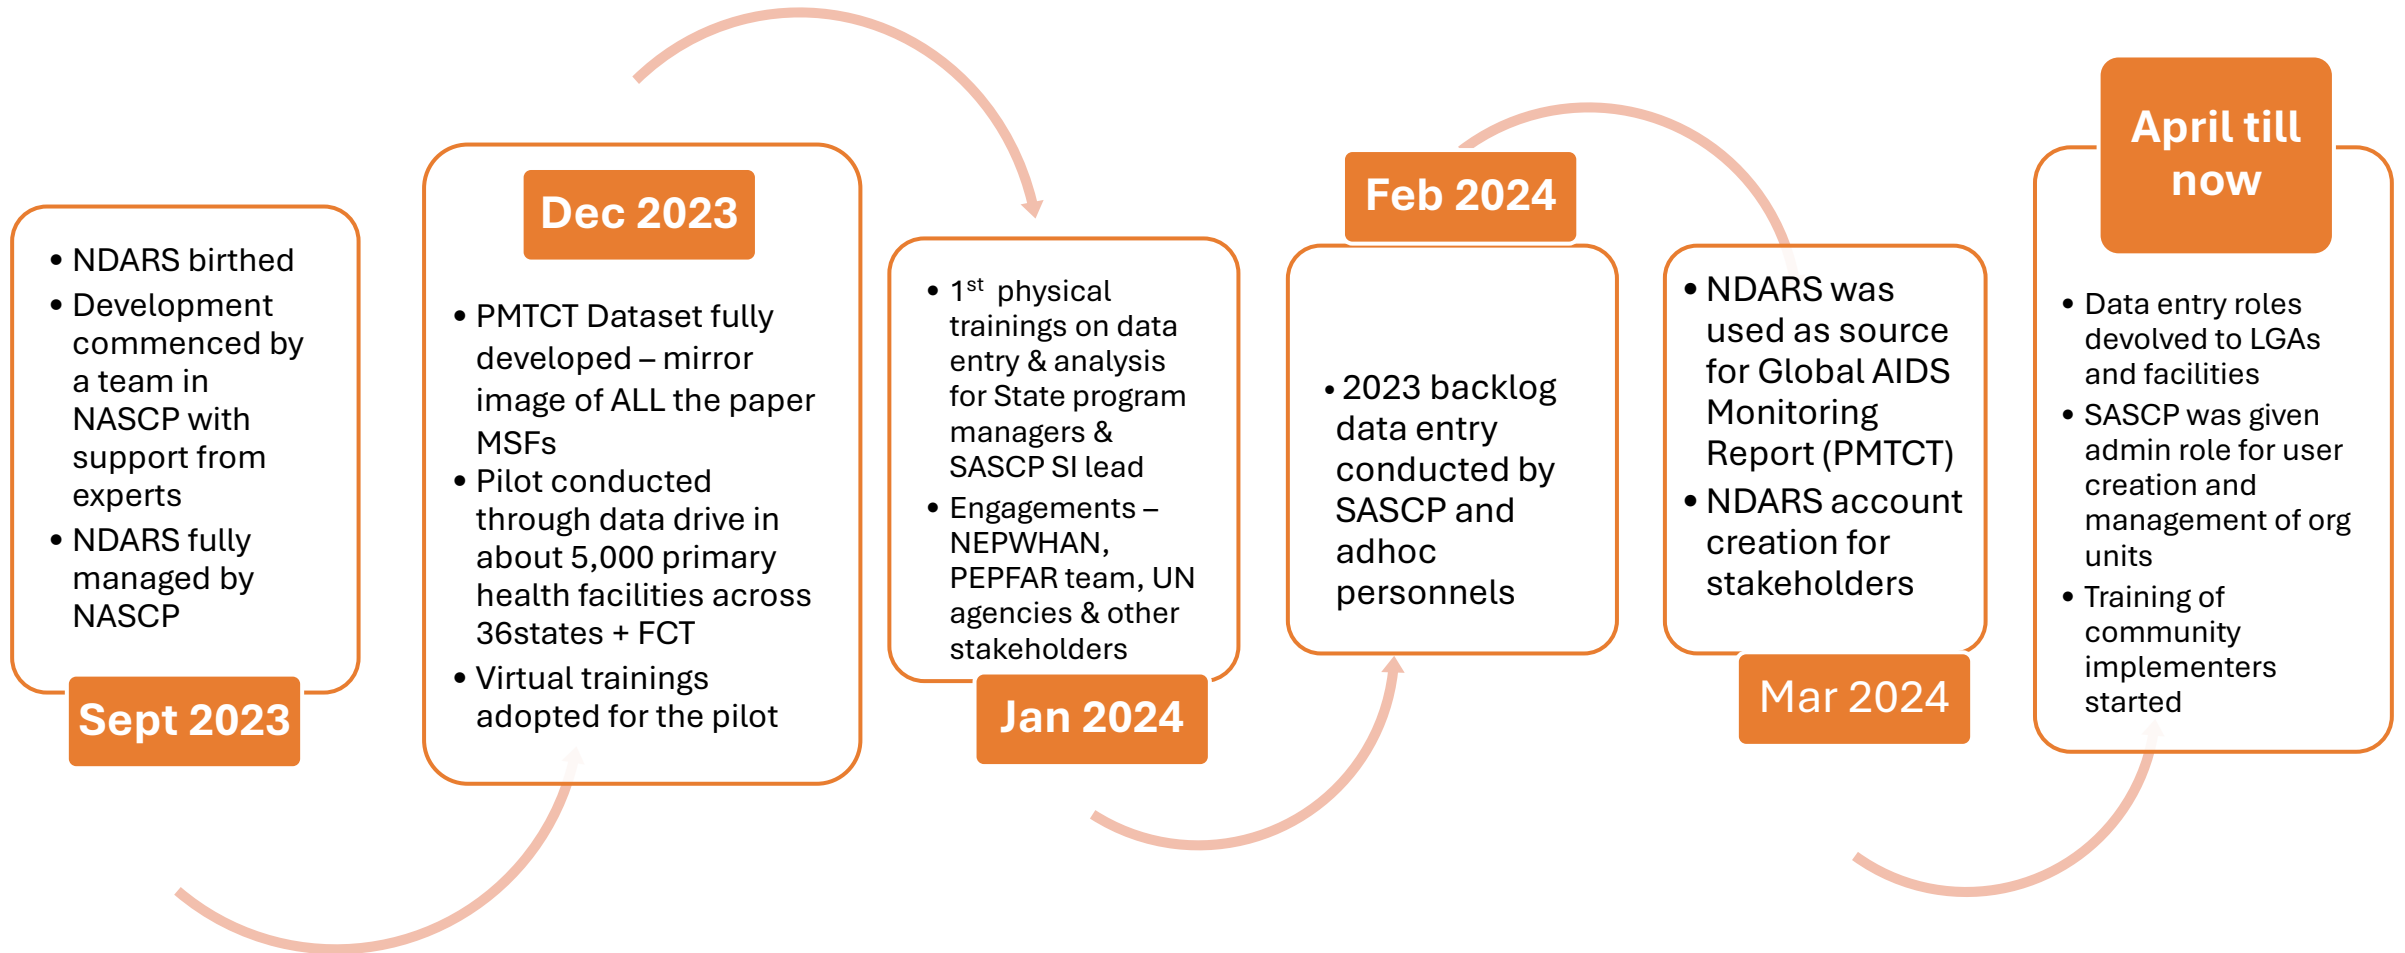 • NDARS birthed
• Development
commenced by
a team in
NASCP with
support from
experts
• NDARS fully
managed by
NASCP
Sept 2023
Dec 2023
• PMTCT Dataset fully
developed – mirror
image of ALL the paper
MSFs
• Pilot conducted
through data drive in
about 5,000 primary
health facilities across
36states + FCT
• Virtual trainings
adopted for the pilot
• 1st physical
trainings on data
entry & analysis
for State program
managers &
SASCP SI lead
• Engagements –
NEPWHAN,
PEPFAR team, UN
agencies & other
stakeholders
Jan 2024
Feb 2024
• 2023 backlog
data entry
conducted by
SASCP and
adhoc
personnels
• NDARS was
used as source
for Global AIDS
Monitoring
Report (PMTCT)
• NDARS account
creation for
stakeholders
Mar 2024
April till
now
• Data entry roles
devolved to LGAs
and facilities
• SASCP was given
admin role for user
creation and
management of org
units
• Training of
community
implementers
started